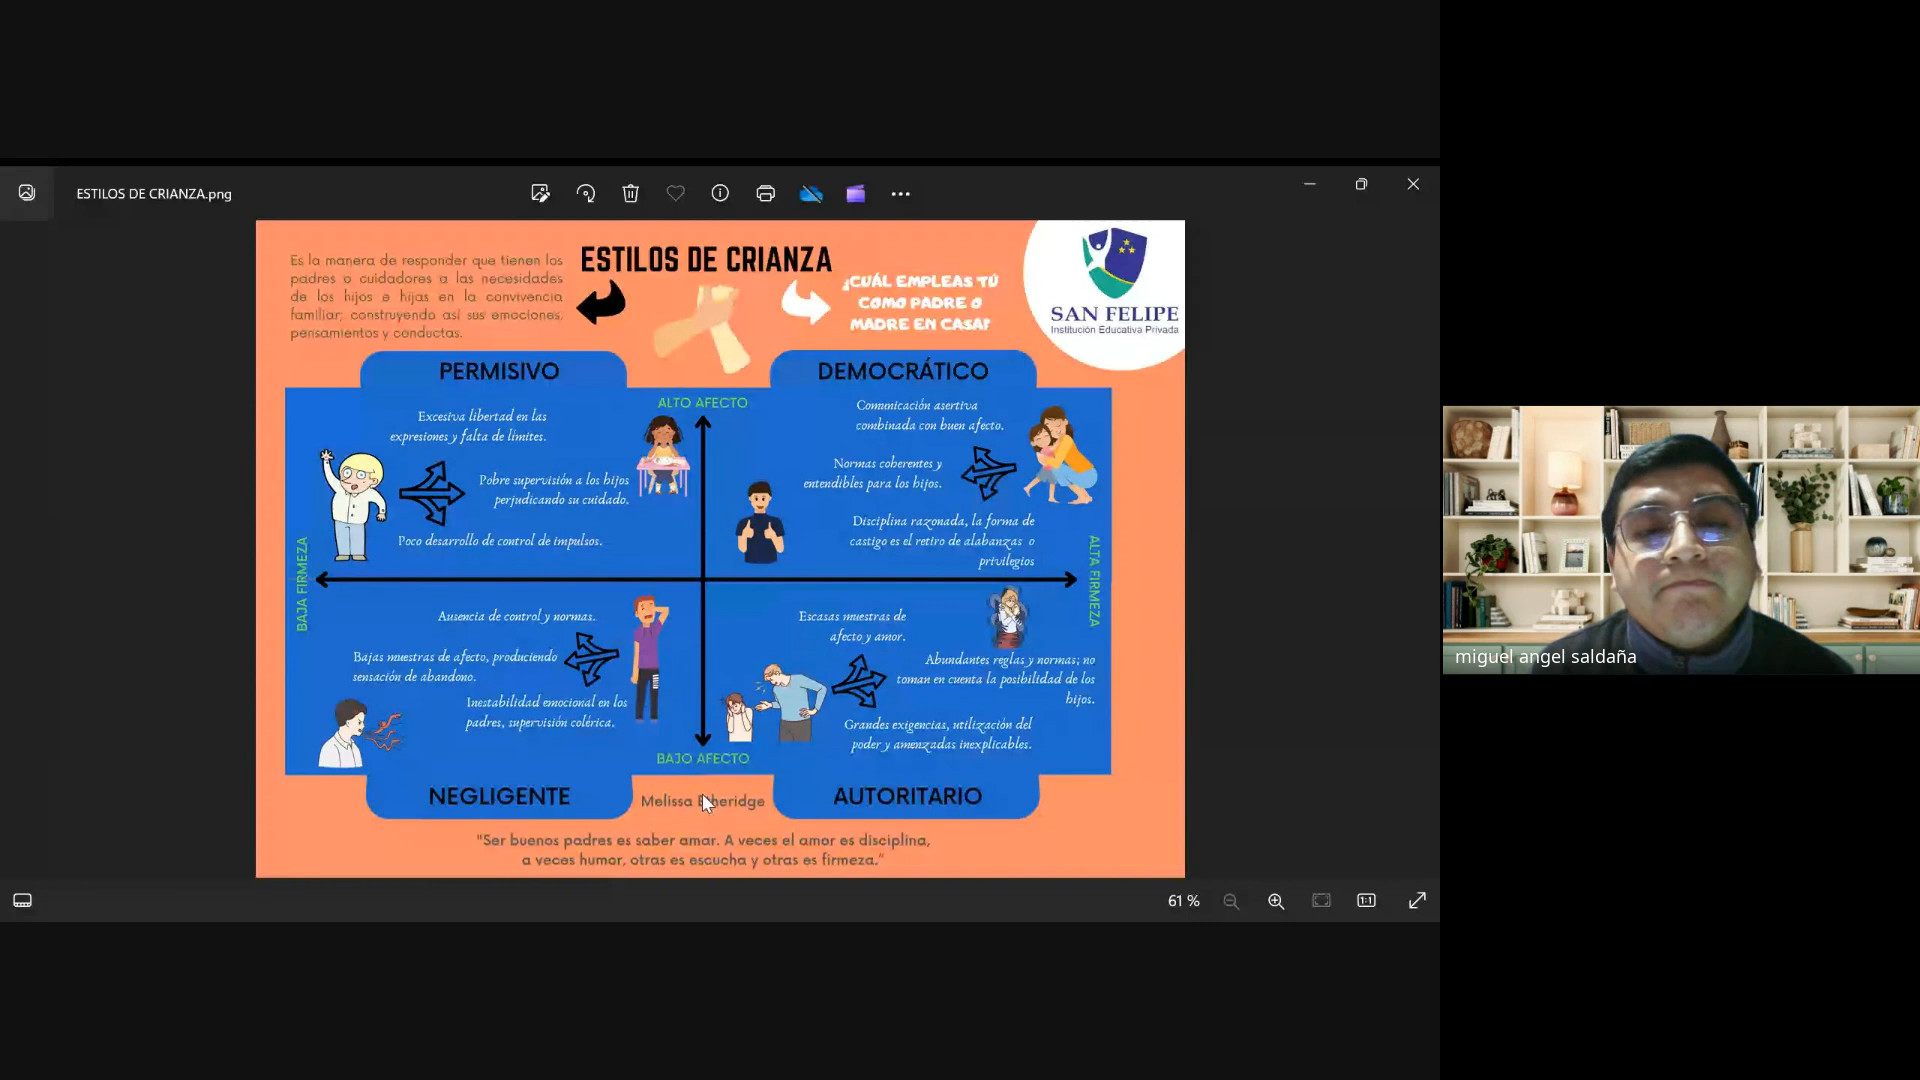 ESTILOS DE CRIANZA.png
Es la manera de responder que tienen los
padres o cuidadores a las necesidades
de los hijos e hijas en la convivencia
familiar; construyendo así sus emociones,
pensamientos y conductas.
ESTILOS DE CRIANZA
¿CUÁL EMPLEAS TÚ
COMO PADRE O
MADRE EN CASA?
SAN FELIPE
Institución Educativa Privada
PERMISIVO
Excesiva libertad en las
expresiones y falta de límites.
Pobre supervisión a los hijos
perjudicando su cuidado.
Poco desarrollo de control de impulsos.
ALTO AFECTO
DEMOCRÁTICO
Comunicación asertiva
combinada con buen afecto.
Normas coherentes y
entendibles para los hijos.
Disciplina razonada, la forma de
castigo es el retiro de alabanzas o
privilegios
BAJA FIRMEZA
ALTA FIRMEZA
Ausencia de control y normas.
Bajas muestras de afecto, produciendo
sensación de abandono.
Inestabilidad emocional en los
padres, supervisión colérica.
Escasas muestras de
afecto y amor.
Abundantes reglas y normas; no
toman en cuenta la posibilidad de los
hijos.
Grandes exigencias, utilización del
poder y amenzadas inexplicables.
BAJO AFECTO
NEGLIGENTE
Melissa
AUTORITARIO
"Ser buenos padres es saber amar. A veces el amor es disciplina,
a veces humor, otras es escucha y otras es firmeza."
61 %
1:1
miguel angel saldaña